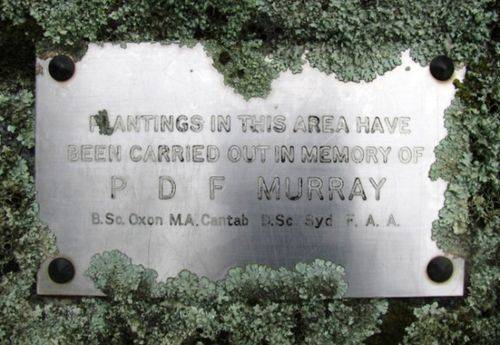 PLANTINGS IN THIS AREA HAVE
BEEN CARRIED OUT IN MEMORY OF
P D F MURRAY
B.Sc. Oxon M.A. Cantab D.Sc. Syd F. A. A.